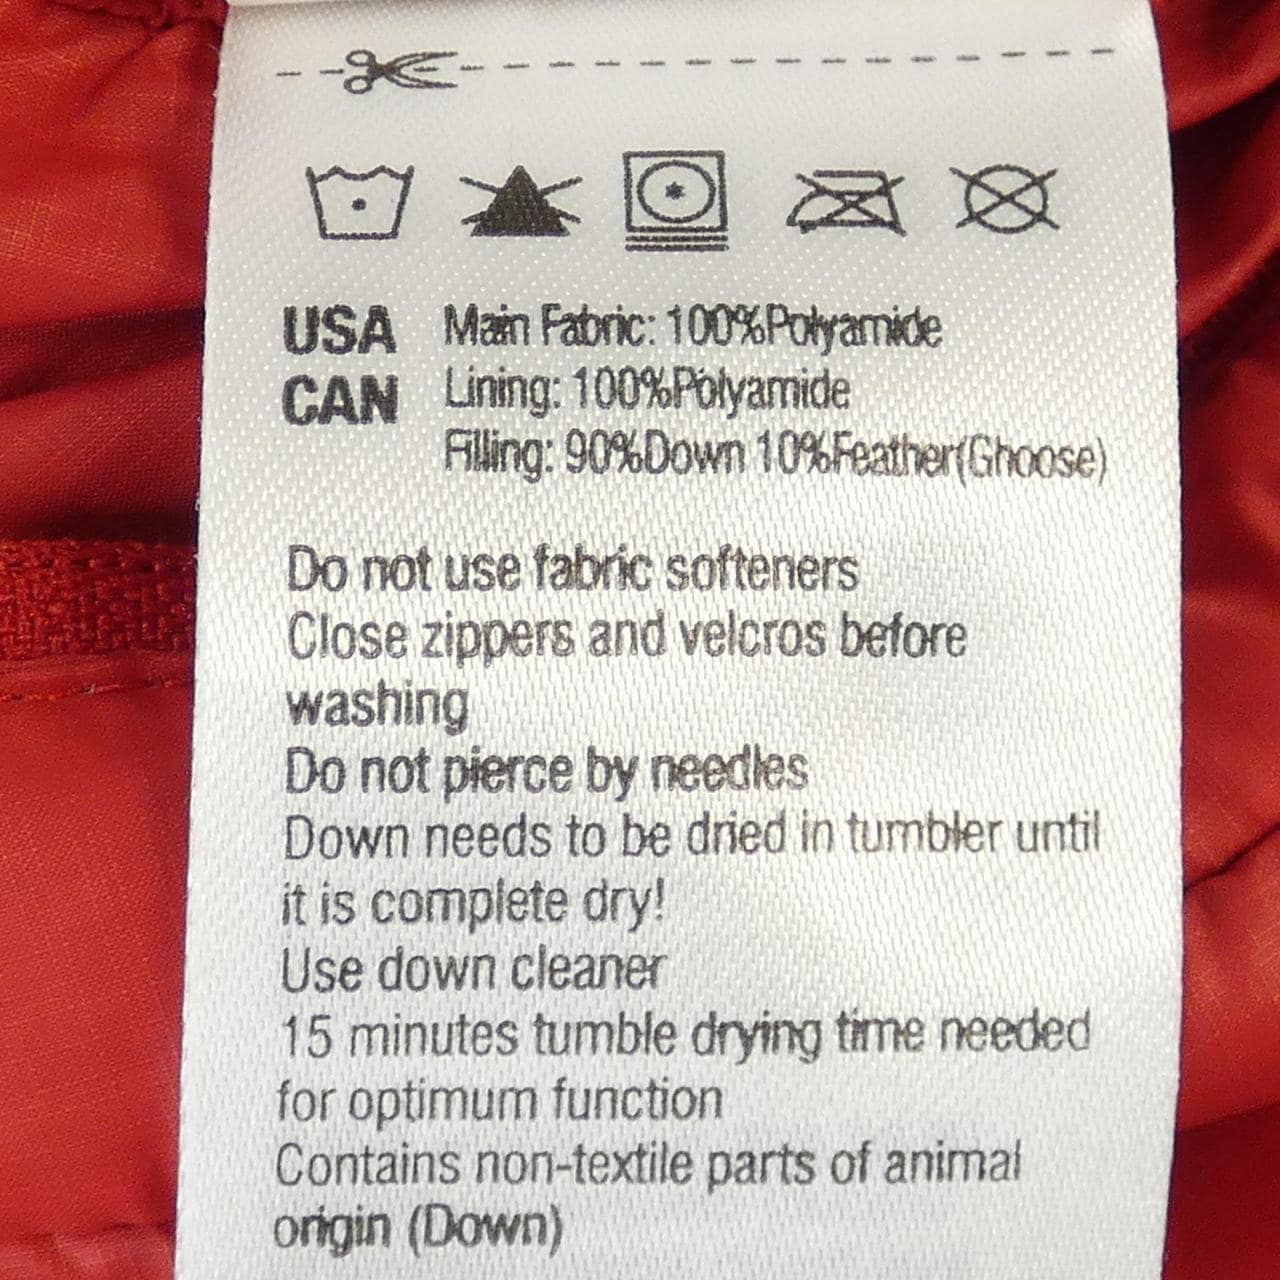 USA Main Fabric: 100%Polyamide
CAN Lining: 100%Polyamide
Filling: 90%Down 10%Feather(Ghoose)
Do not use fabric softeners
Close zippers and velcros before
washing
Do not pierce by needles
Down needs to be dried in tumbler until
it is complete dry!
Use down cleaner
15 minutes tumble drying time needed
for optimum function
Contains non-textile parts of animal
origin (Down)